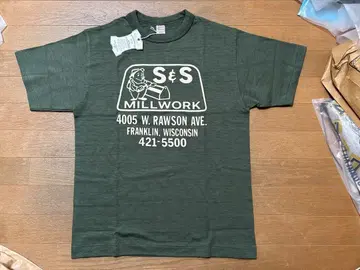 S&S
MILLWORK
4005 W. RAWSON AVE.
FRANKLIN, WISCONSIN
421-5500